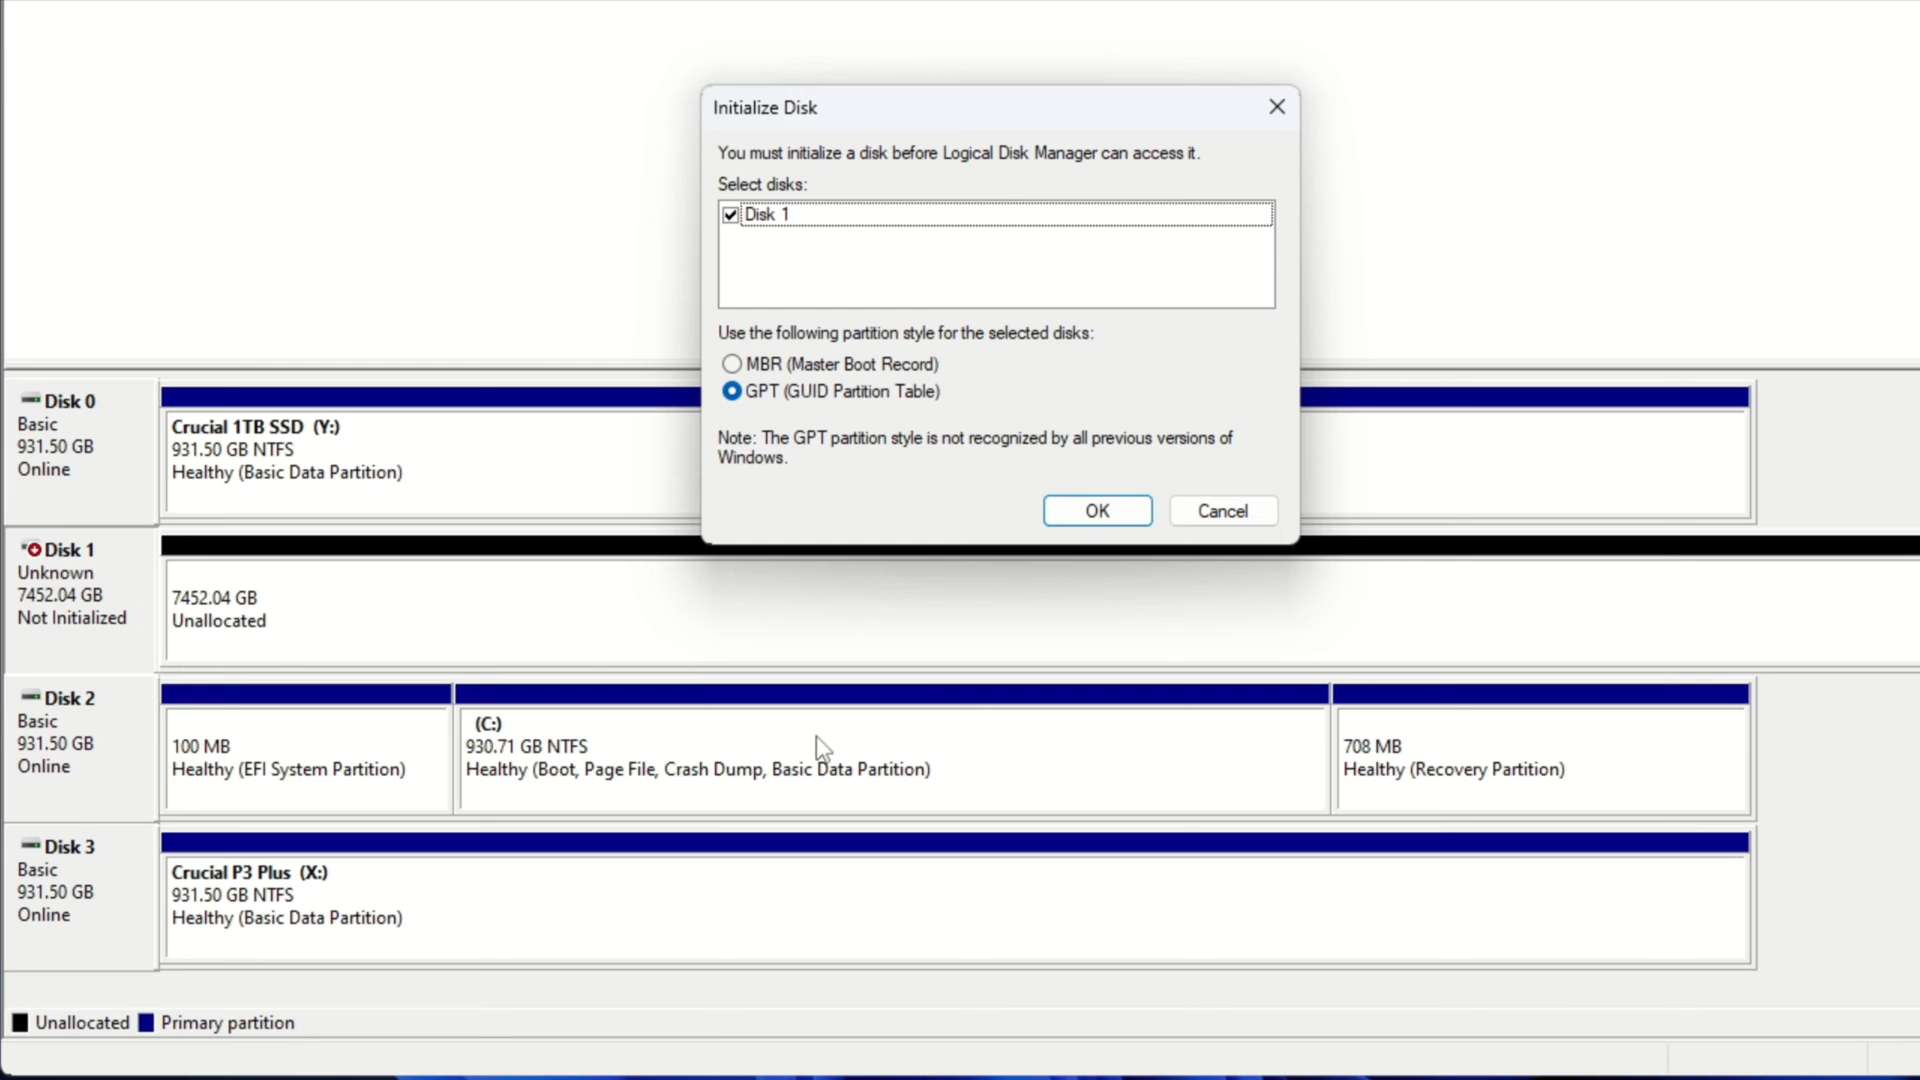 Initialize Disk
You must initialize a disk before Logical Disk Manager can access it.
Select disks:
Disk 1
Use the following partition style for the selected disks:
MBR (Master Boot Record)
GPT (GUID Partition Table)
Note: The GPT partition style is not recognized by all previous versions of
Windows.
OK
Cancel
Disk 0
Basic
931.50 GB
Online
Crucial 1TB SSD (Y:)
931.50 GB NTFS
Healthy (Basic Data Partition)
Disk 1
Unknown
7452.04 GB
Not Initialized
7452.04 GB
Unallocated
Disk 2
Basic
931.50 GB
Online
100 MB
Healthy (EFI System Partition)
(C:)
930.71 GB NTFS
Healthy (Boot, Page File, Crash Dump, Basic Data Partition)
708 MB
Healthy (Recovery Partition)
Disk 3
Basic
931.50 GB
Online
Crucial P3 Plus (X:)
931.50 GB NTFS
Healthy (Basic Data Partition)
Unallocated
Primary partition